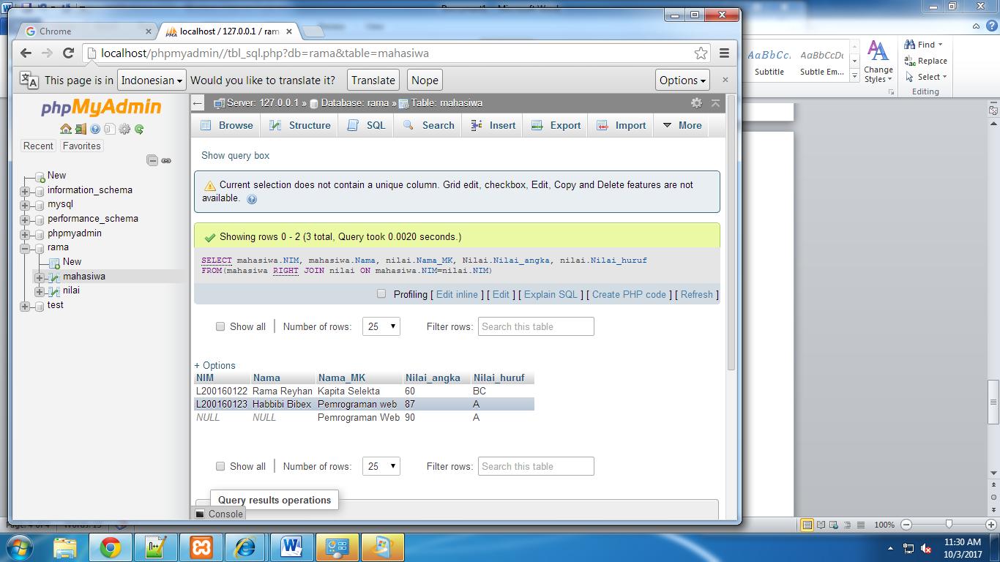 Chrome
localhost / 127.0.0.1 / ram
localhost/phpmyadmin//tbl_sql.php?db=rama&table=mahasiwa
This page is in Indonesian Would you like to translate it? Translate Nope Options
phpMyAdmin
Recent Favorites
New
information_schema
mysql
performance_schema
phpmyadmin
rama
New
mahasiwa
nilai
test
Server: 127.0.0.1 » Database: rama » Table: mahasiwa
Browse Structure SQL Search Insert Export Import More
Show query box
Current selection does not contain a unique column. Grid edit, checkbox, Edit, Copy and Delete features are not
available.
Showing rows 0 - 2 (3 total, Query took 0.0020 seconds.)
SELECT mahasiwa.NIM, mahasiwa.Nama, nilai.Nama_MK, Nilai.Nilai_angka, nilai.Nilai_huruf
FROM(mahasiwa RIGHT JOIN nilai ON mahasiwa.NIM=nilai.NIM)
Profiling [ Edit inline ] [ Edit ] [ Explain SQL ] [ Create PHP code ] [ Refresh ]
Show all Number of rows: 25 Filter rows: Search this table
+ Options
NIM Nama Nama_MK Nilai_angka Nilai_huruf
L200160122 Rama Reyhan Kapita Selekta 60 BC
L200160123 Habbibi Bibex Pemrograman web 87 A
NULL NULL Pemrograman Web 90 A
Show all Number of rows: 25 Filter rows: Search this table
Query results operations
Console
AaBbCc. AaBbCcDc
Subtitle Subtle Em...
Change
Styles
Find
Replace
Select
Editing
100%
11:30 AM
10/3/2017